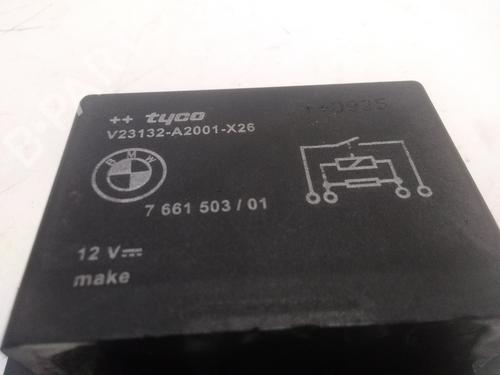 ++ tyco
V23132-A2001-X26
BMW
7 661 503 / 01
12 V
make